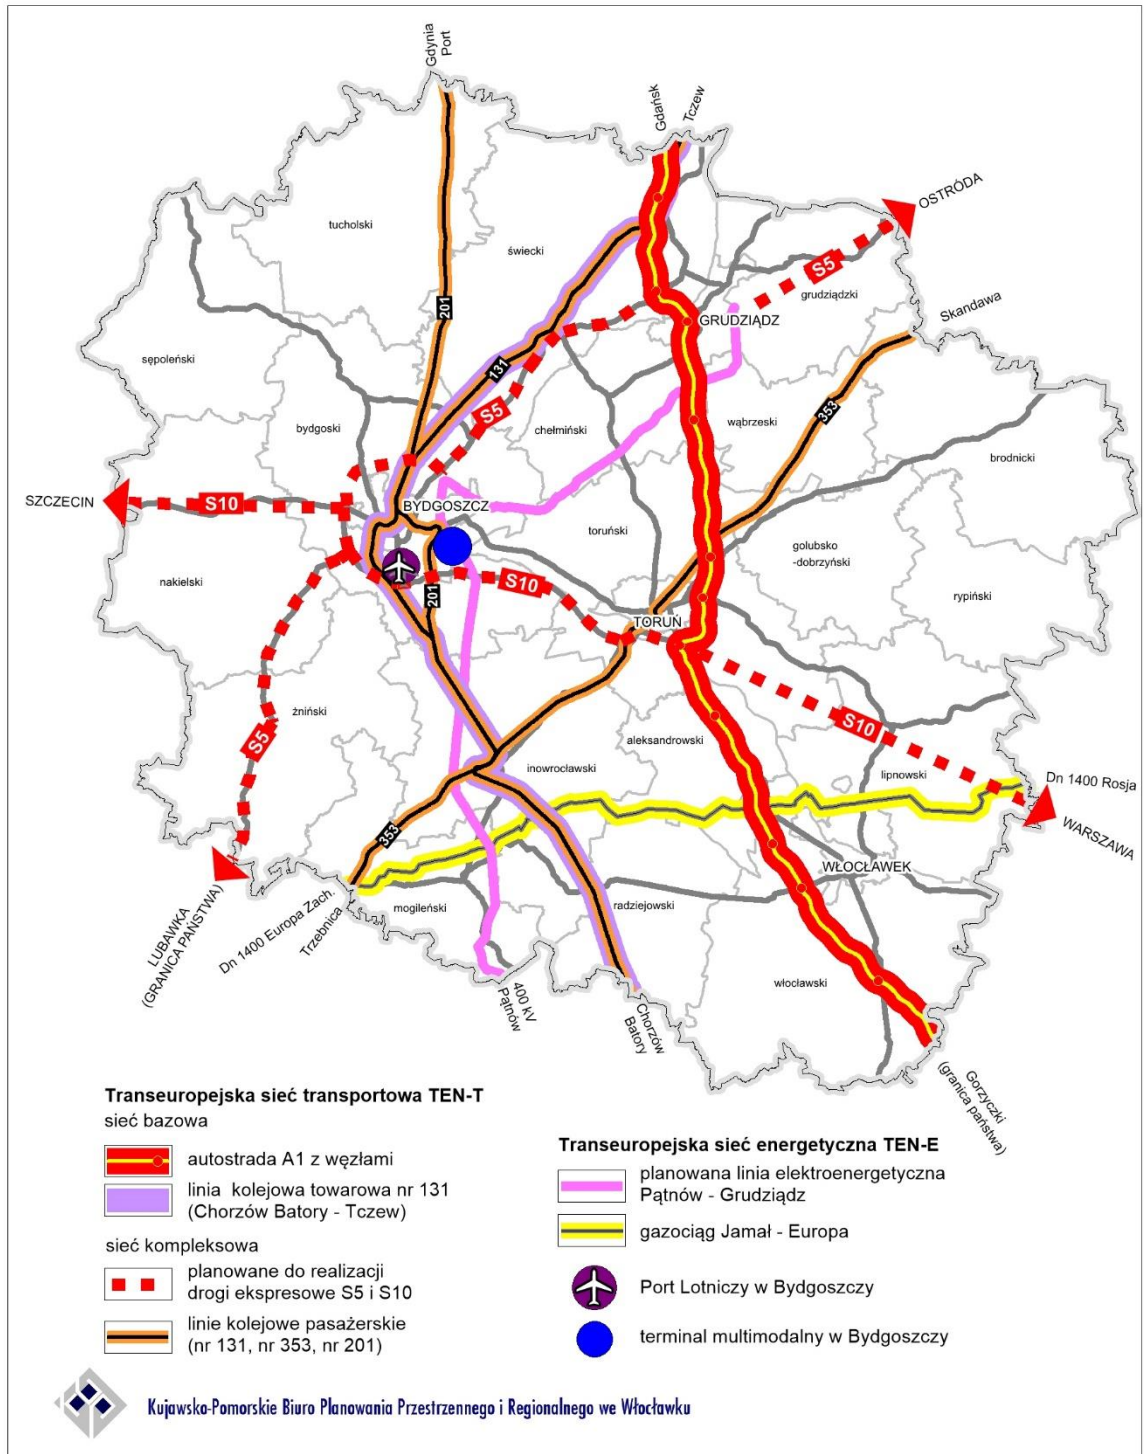 Gdynia
Port
Gdańsk
Tczew
OSTRÓDA
tucholski
świecki
S5
grudziądzki
Skandawa
201
GRUDZIĄDZ
sępoleński
131
353
S5
bydgoski
chełmiński
wąbrzeski
brodnicki
SZCZECIN
S10
BYDGOSZCZ
toruński
golubsko
-dobrzyński
nakielski
201
S10
rypiński
TORUŃ
żniński
S5
aleksandrowski
S10
inowrocławski
lipnowski
Dn 1400 Rosja
353
WARSZAWA
WŁOCŁAWEK
LUBAWKA
(GRANICA PAŃSTWA)
Dn 1400 Europa Zach.
Trzebnica
mogileński
radziejowski
400 kV
Pątnów
Chorzów
Batory
włocławski
Gorzyczki
(granica państwa)
Transeuropejska sieć transportowa TEN-T
sieć bazowa
autostrada A1 z węzłami
linia kolejowa towarowa nr 131
(Chorzów Batory - Tczew)
sieć kompleksowa
planowane do realizacji
drogi ekspresowe S5 i S10
linie kolejowe pasażerskie
(nr 131, nr 353, nr 201)
Transeuropejska sieć energetyczna TEN-E
planowana linia elektroenergetyczna
Pątnów - Grudziądz
gazociąg Jamał - Europa
Port Lotniczy w Bydgoszczy
terminal multimodalny w Bydgoszczy
Kujawsko-Pomorskie Biuro Planowania Przestrzennego i Regionalnego we Włocławku